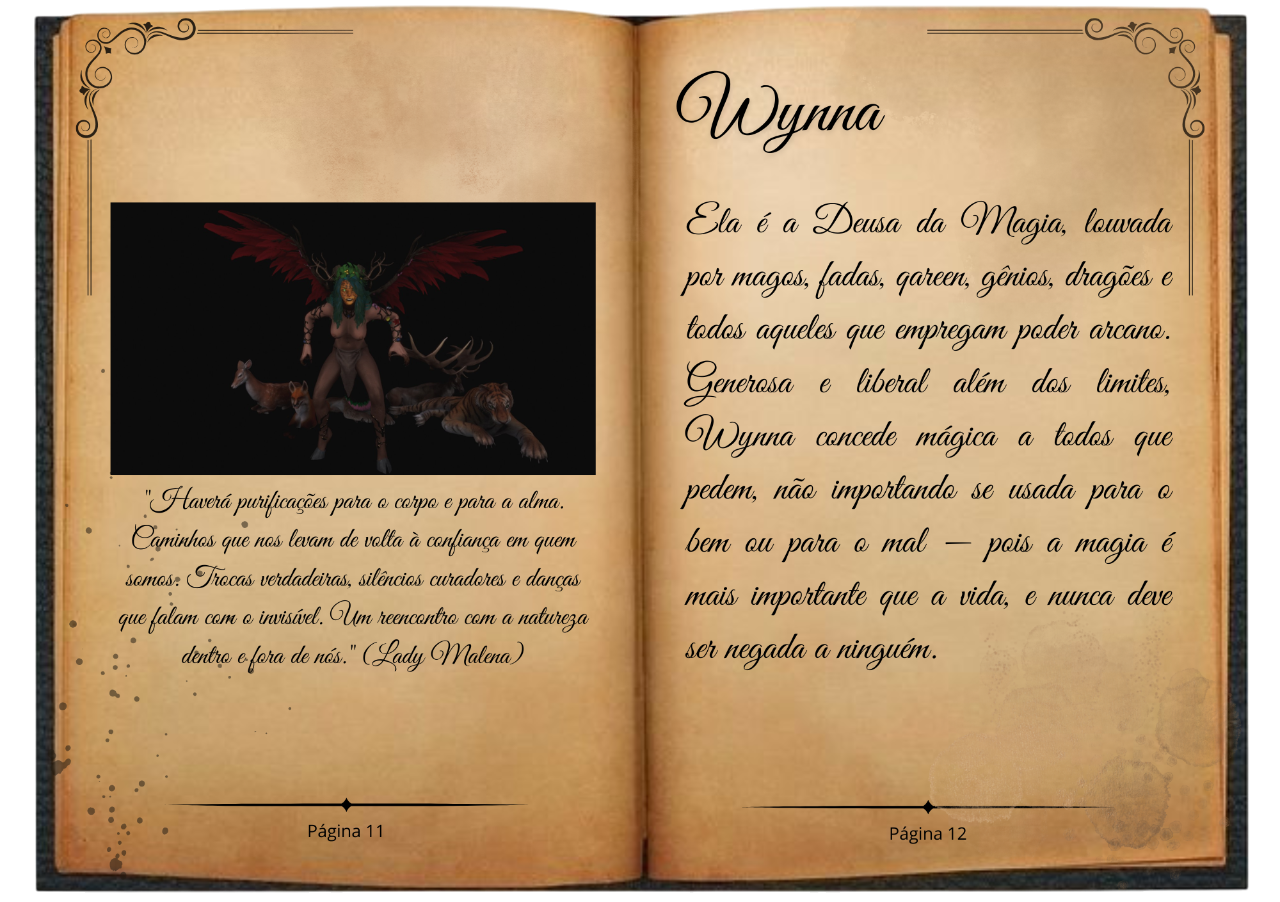 "Haverá purificações para o corpo e para a alma.
Caminhos que nos levam de volta à confiança em quem
somos. Trocas verdadeiras, silêncios curadores e danças
que falam com o invisível. Um reencontro com a natureza
dentro e fora de nós." (Lady Malena)
Página 11
Wynna
Ela é a Deusa da Magia, louvada
por magos, fadas, qareen, gênios, dragões e
todos aqueles que empregam poder arcano.
Generosa e liberal além dos limites,
Wynna concede mágica a todos que
pedem, não importando se usada para o
bem ou para o mal — pois a magia é
mais importante que a vida, e nunca deve
ser negada a ninguém.
Página 12